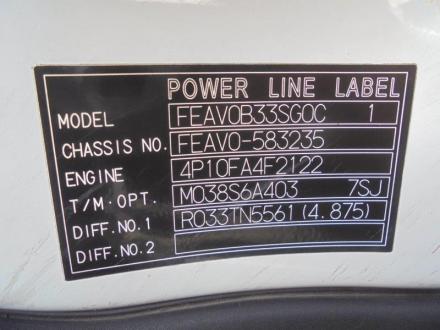 POWER LINE LABEL
MODEL FEAV0B33SG0C 1
CHASSIS NO. FEAV0-583235
ENGINE 4P10FA4F2122
T/M·OPT. M038S6A403 7SJ
DIFF.NO.1 R033TN5561(4.875)
DIFF.NO.2